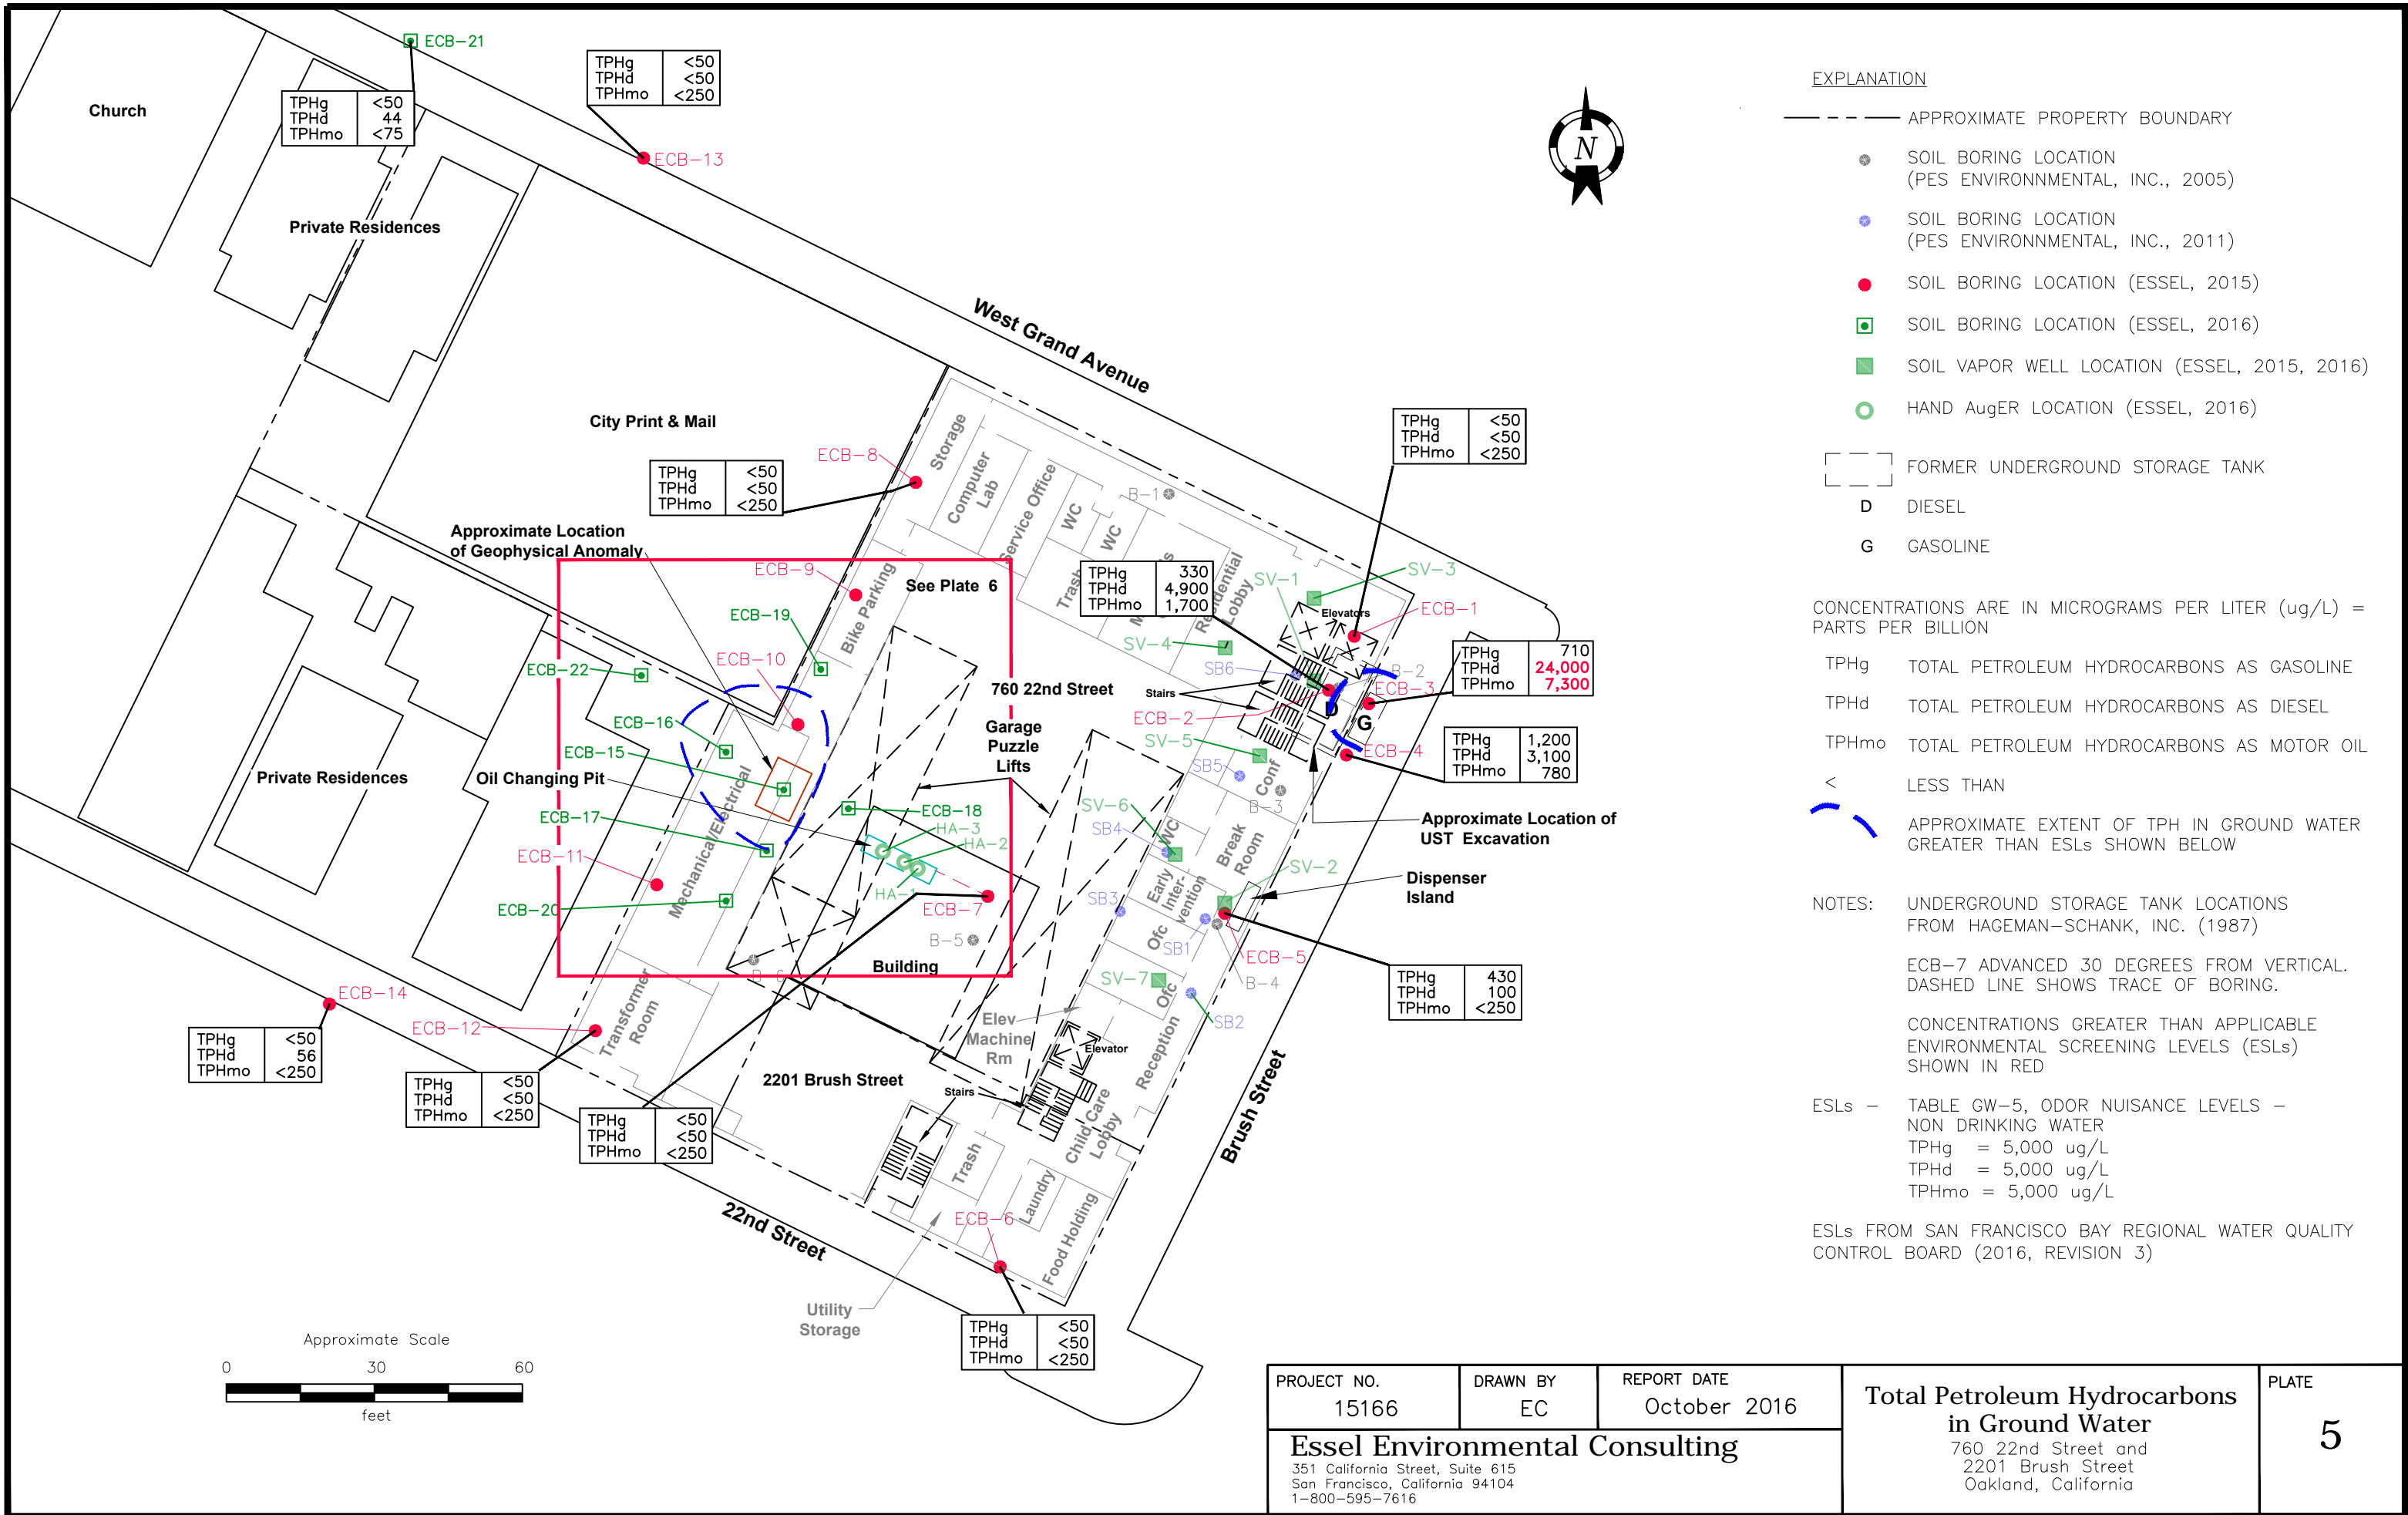 ECB-21
TPHg <50
TPHd 44
TPHmo <75
Church
Private Residences
TPHg <50
TPHd <50
TPHmo <250
ECB-13
N
West Grand Avenue
City Print & Mail
ECB-8
TPHg <50
TPHd <50
TPHmo <250
Storage
Computer
Lab
Service Office
WC
WC
Trash
B-1
Residential
Lobby
TPHg <50
TPHd <50
TPHmo <250
Approximate Location
of Geophysical Anomaly
ECB-9
See Plate 6
Bike Parking
TPHg 330
TPHd 4,900
TPHmo 1,700
SV-1
SV-3
Elevators
ECB-1
ECB-19
SV-4
SB6
B-2
TPHg 710
TPHd 24,000
TPHmo 7,300
ECB-22
ECB-10
760 22nd Street
Stairs
ECB-3
D
G
ECB-2
ECB-16
Garage
Puzzle
Lifts
SV-5
ECB-4
TPHg 1,200
TPHd 3,100
TPHmo 780
ECB-15
Private Residences
Oil Changing Pit
SB5
Conf
B-3
Mechanical/Electrical
ECB-17
ECB-18
HA-3
HA-2
HA-1
SV-6
SB4
WC
Break
Room
Approximate Location of
UST Excavation
ECB-11
ECB-20
ECB-7
SB3
Early
Inter-
vention
SV-2
Dispenser
Island
B-5
Building
B-6
Ofc
SB1
ECB-5
B-4
TPHg 430
TPHd 100
TPHmo <250
SV-7
Ofc
SB2
ECB-14
TPHg <50
TPHd 56
TPHmo <250
ECB-12
Transformer
Room
Elev
Machine
Rm
Elevator
Reception
TPHg <50
TPHd <50
TPHmo <250
2201 Brush Street
Stairs
TPHg <50
TPHd <50
TPHmo <250
Child Care
Lobby
Brush Street
Trash
Laundry
Food Holding
22nd Street
ECB-6
Utility
Storage
TPHg <50
TPHd <50
TPHmo <250
Approximate Scale
0 30 60
feet
EXPLANATION
APPROXIMATE PROPERTY BOUNDARY
SOIL BORING LOCATION
(PES ENVIRONNMENTAL, INC., 2005)
SOIL BORING LOCATION
(PES ENVIRONNMENTAL, INC., 2011)
SOIL BORING LOCATION (ESSEL, 2015)
SOIL BORING LOCATION (ESSEL, 2016)
SOIL VAPOR WELL LOCATION (ESSEL, 2015, 2016)
HAND AugER LOCATION (ESSEL, 2016)
FORMER UNDERGROUND STORAGE TANK
D DIESEL
G GASOLINE
CONCENTRATIONS ARE IN MICROGRAMS PER LITER (ug/L) =
PARTS PER BILLION
TPHg TOTAL PETROLEUM HYDROCARBONS AS GASOLINE
TPHd TOTAL PETROLEUM HYDROCARBONS AS DIESEL
TPHmo TOTAL PETROLEUM HYDROCARBONS AS MOTOR OIL
< LESS THAN
APPROXIMATE EXTENT OF TPH IN GROUND WATER
GREATER THAN ESLs SHOWN BELOW
NOTES: UNDERGROUND STORAGE TANK LOCATIONS
FROM HAGEMAN-SCHANK, INC. (1987)
ECB-7 ADVANCED 30 DEGREES FROM VERTICAL.
DASHED LINE SHOWS TRACE OF BORING.
CONCENTRATIONS GREATER THAN APPLICABLE
ENVIRONMENTAL SCREENING LEVELS (ESLs)
SHOWN IN RED
ESLs - TABLE GW-5, ODOR NUISANCE LEVELS -
NON DRINKING WATER
TPHg = 5,000 ug/L
TPHd = 5,000 ug/L
TPHmo = 5,000 ug/L
ESLs FROM SAN FRANCISCO BAY REGIONAL WATER QUALITY
CONTROL BOARD (2016, REVISION 3)
PROJECT NO.
15166
DRAWN BY
EC
REPORT DATE
October 2016
Essel Environmental Consulting
351 California Street, Suite 615
San Francisco, California 94104
1-800-595-7616
Total Petroleum Hydrocarbons
in Ground Water
760 22nd Street and
2201 Brush Street
Oakland, California
PLATE
5